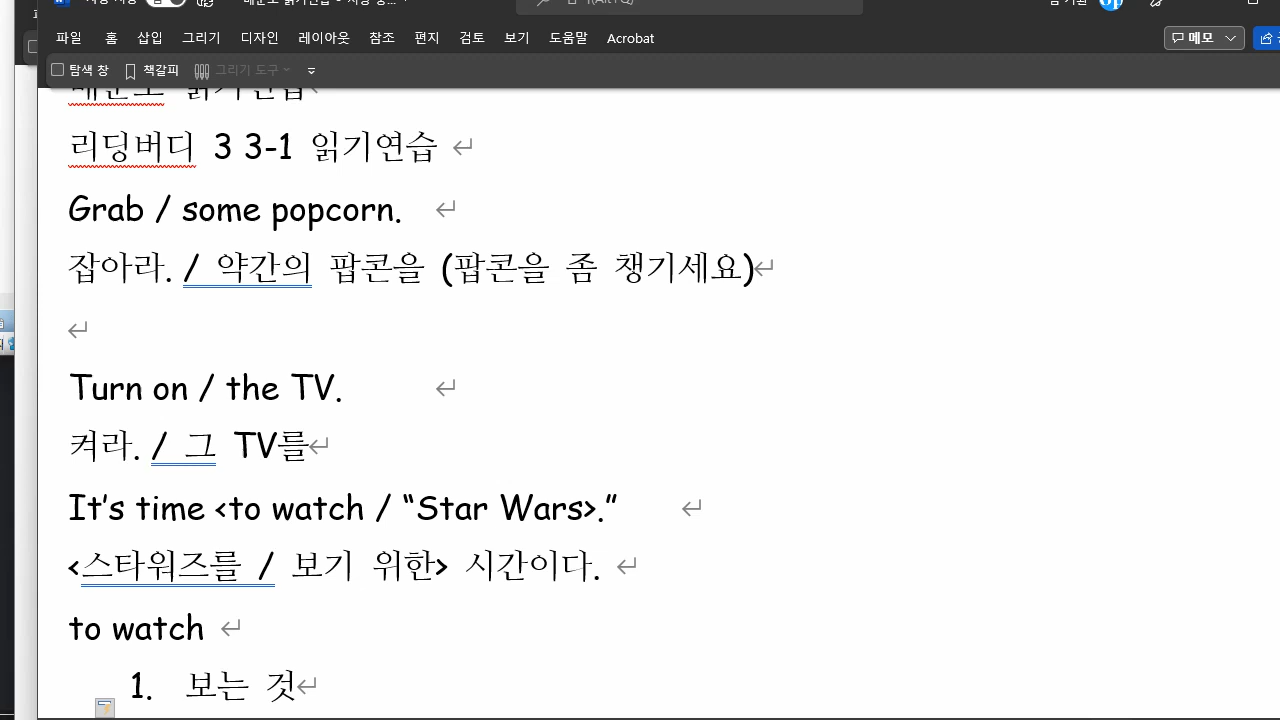 파일 홈 삽입 그리기 디자인 레이아웃 참조 편지 검토 보기 도움말 Acrobat 메모
탐색 창 책갈피 그리기 도구
읽기연습
리딩버디 3 3-1 읽기연습
Grab / some popcorn.
잡아라. / 약간의 팝콘을 (팝콘을 좀 챙기세요)
Turn on / the TV.
켜라. / 그 TV를
It’s time <to watch / “Star Wars>.”
<스타워즈를 / 보기 위한> 시간이다.
to watch
1. 보는 것